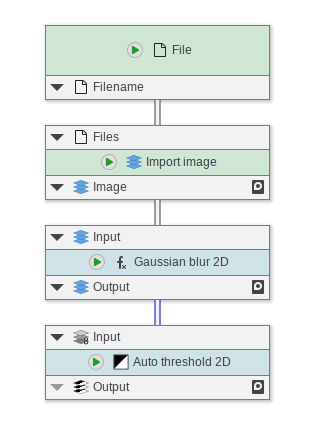 File
Filename
Files
Import image
Image
Input
Gaussian blur 2D
Output
Input
Auto threshold 2D
Output